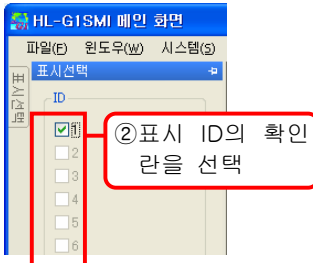 HL-G1SMI 메인 화면
파일(F) 윈도우(W) 시스템(S)
표시선택
표시선택
ID
1
2
3
4
5
6
②표시 ID의 확인
란을 선택